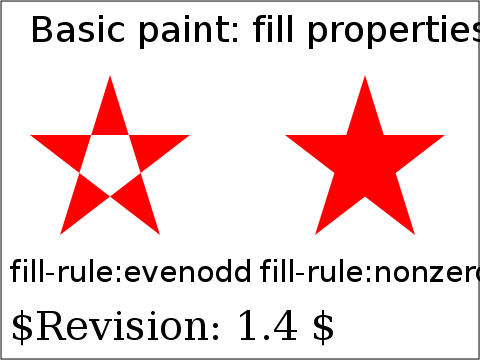 Basic paint: fill properties
fill-rule:evenodd fill-rule:nonzero
$Revision: 1.4 $